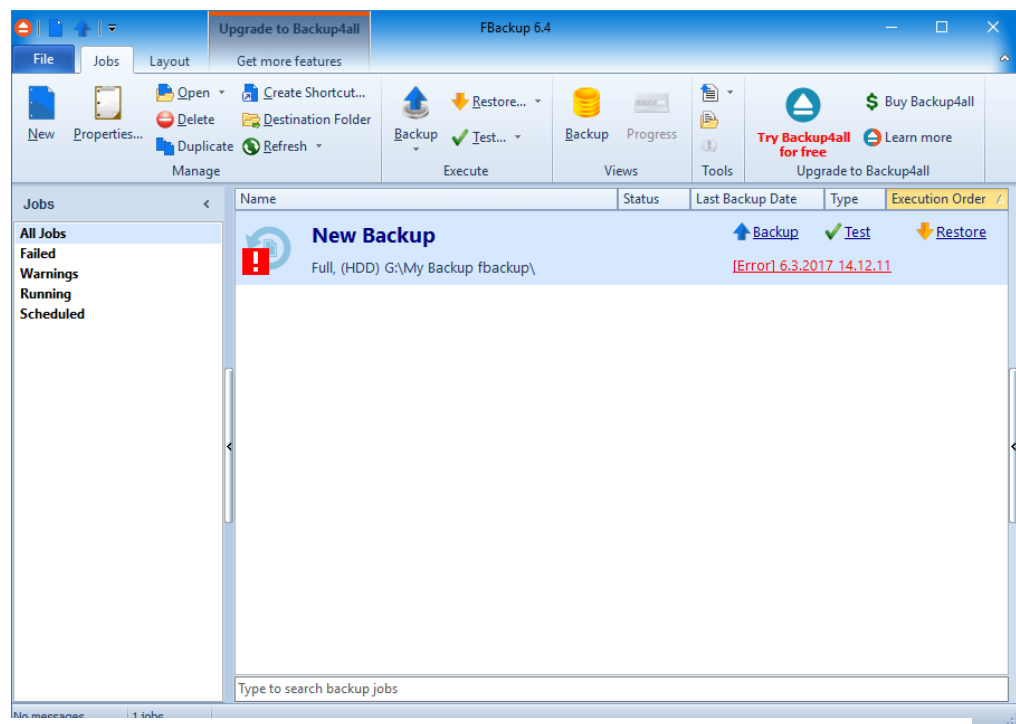 Upgrade to Backup4all
FBackup 6.4
File
Jobs
Layout
Get more features
New
Properties...
Open
Delete
Duplicate
Create Shortcut...
Destination Folder
Refresh
Manage
Backup
Restore...
Test...
Execute
Backup
Progress
Views
Tools
Try Backup4all
for free
$ Buy Backup4all
Learn more
Upgrade to Backup4all
Jobs
Name
Status
Last Backup Date
Type
Execution Order
All Jobs
Failed
Warnings
Running
Scheduled
New Backup
Full, (HDD) G:\My Backup fbackup\
Backup
Test
Restore
[Error] 6.3.2017 14.12.11
Type to search backup jobs
No messages
1 jobs